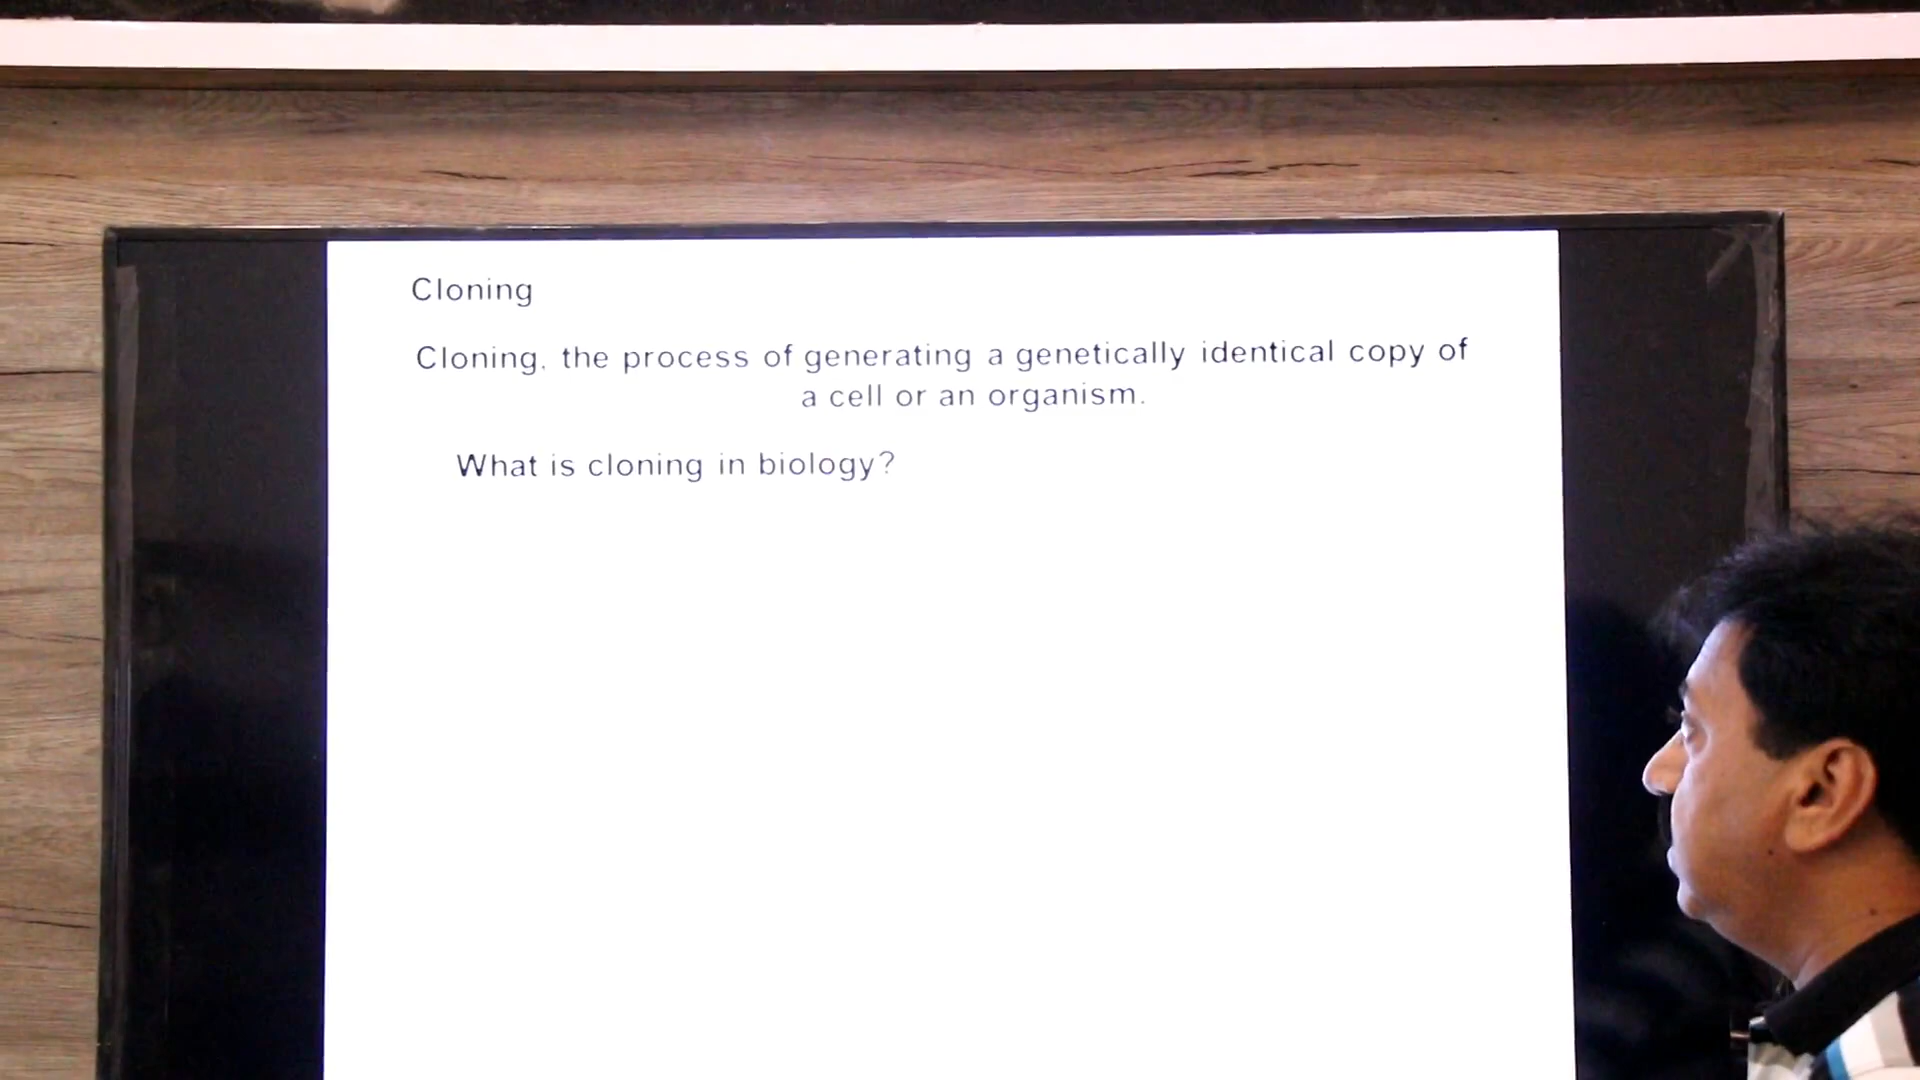 Cloning
Cloning, the process of generating a genetically identical copy of
a cell or an organism.
What is cloning in biology?